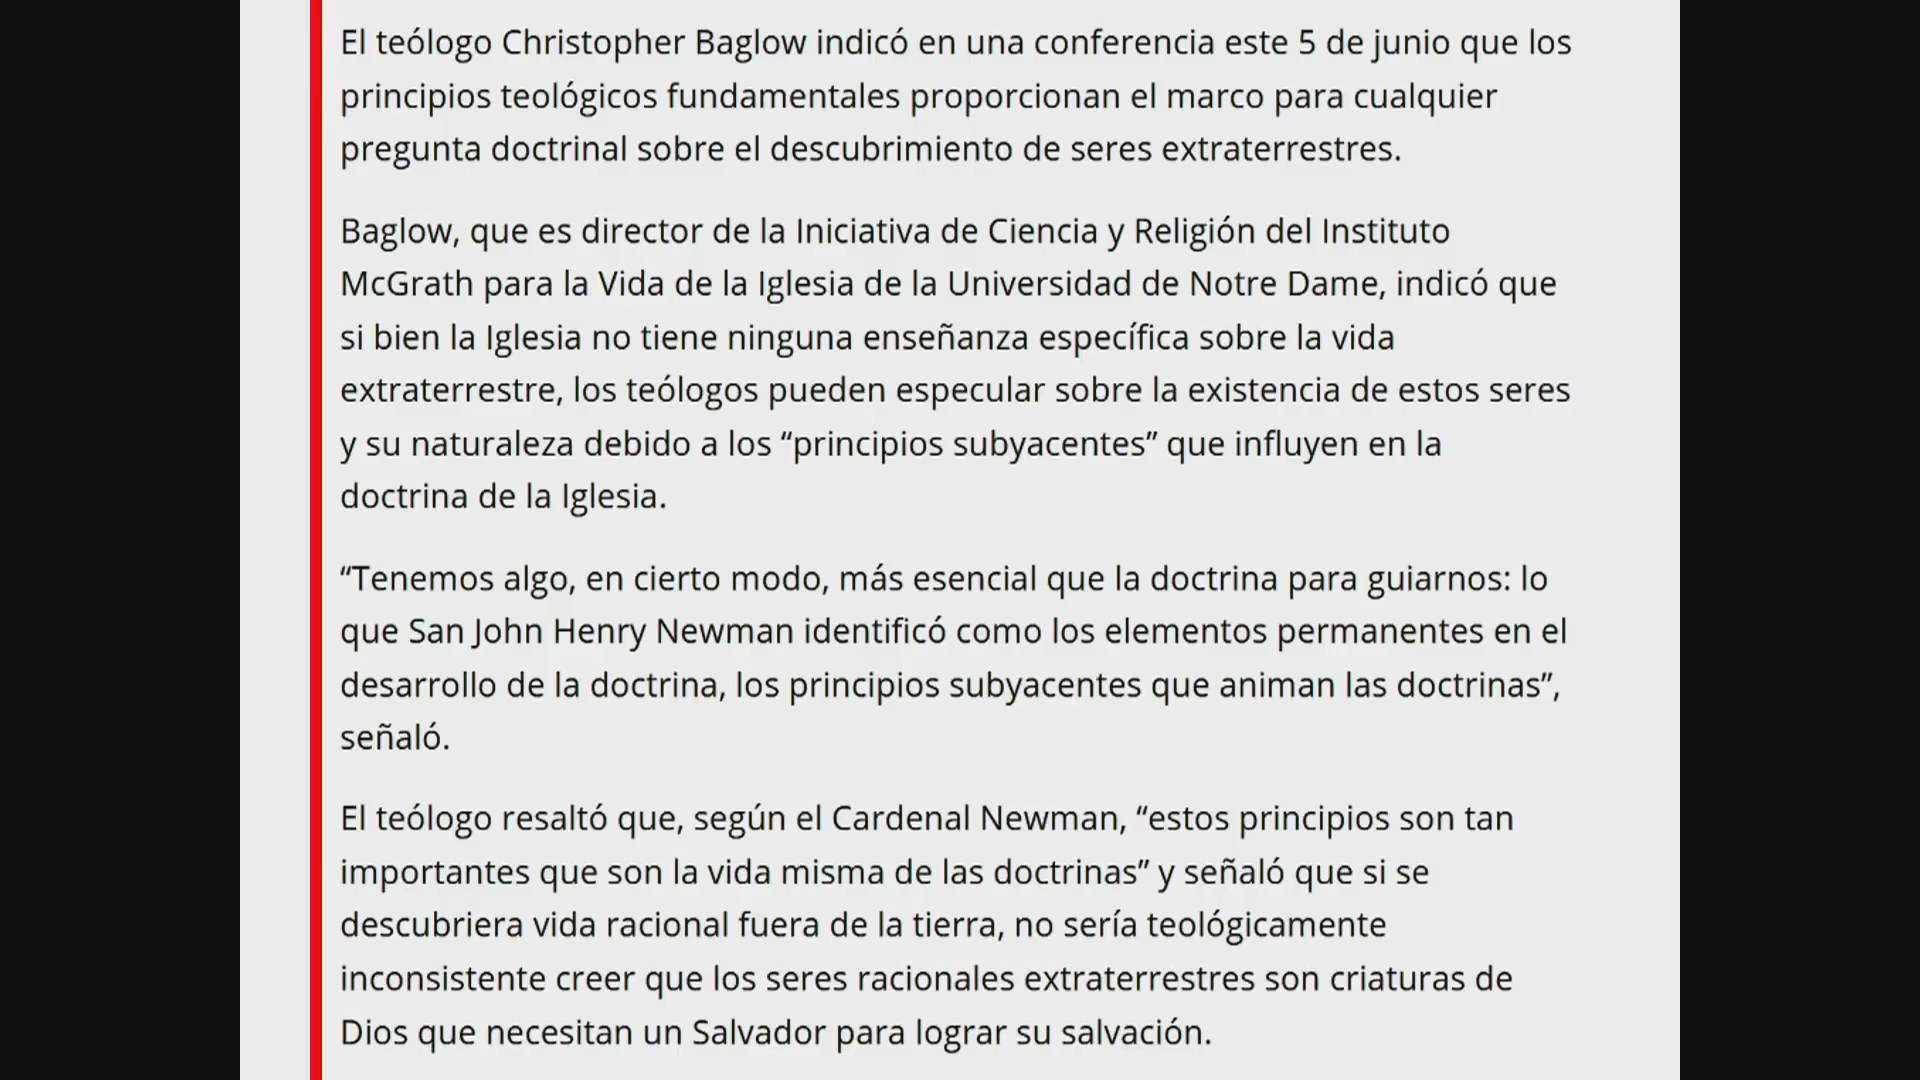 El teólogo Christopher Baglow indicó en una conferencia este 5 de junio que los
principios teológicos fundamentales proporcionan el marco para cualquier
pregunta doctrinal sobre el descubrimiento de seres extraterrestres.
Baglow, que es director de la Iniciativa de Ciencia y Religión del Instituto
McGrath para la Vida de la Iglesia de la Universidad de Notre Dame, indicó que
si bien la Iglesia no tiene ninguna enseñanza específica sobre la vida
extraterrestre, los teólogos pueden especular sobre la existencia de estos seres
y su naturaleza debido a los “principios subyacentes” que influyen en la
doctrina de la Iglesia.
“Tenemos algo, en cierto modo, más esencial que la doctrina para guiarnos: lo
que San John Henry Newman identificó como los elementos permanentes en el
desarrollo de la doctrina, los principios subyacentes que animan las doctrinas”,
señaló.
El teólogo resaltó que, según el Cardenal Newman, “estos principios son tan
importantes que son la vida misma de las doctrinas” y señaló que si se
descubriera vida racional fuera de la tierra, no sería teológicamente
inconsistente creer que los seres racionales extraterrestres son criaturas de
Dios que necesitan un Salvador para lograr su salvación.